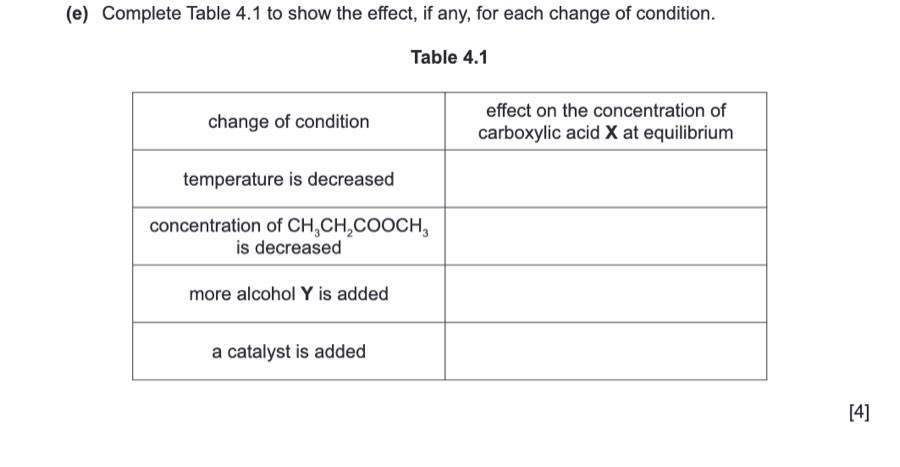 (e) Complete Table 4.1 to show the effect, if any, for each change of condition.
Table 4.1
change of condition
effect on the concentration of
carboxylic acid X at equilibrium
temperature is decreased
concentration of CH₃CH₂COOCH₃
is decreased
more alcohol Y is added
a catalyst is added
[4]